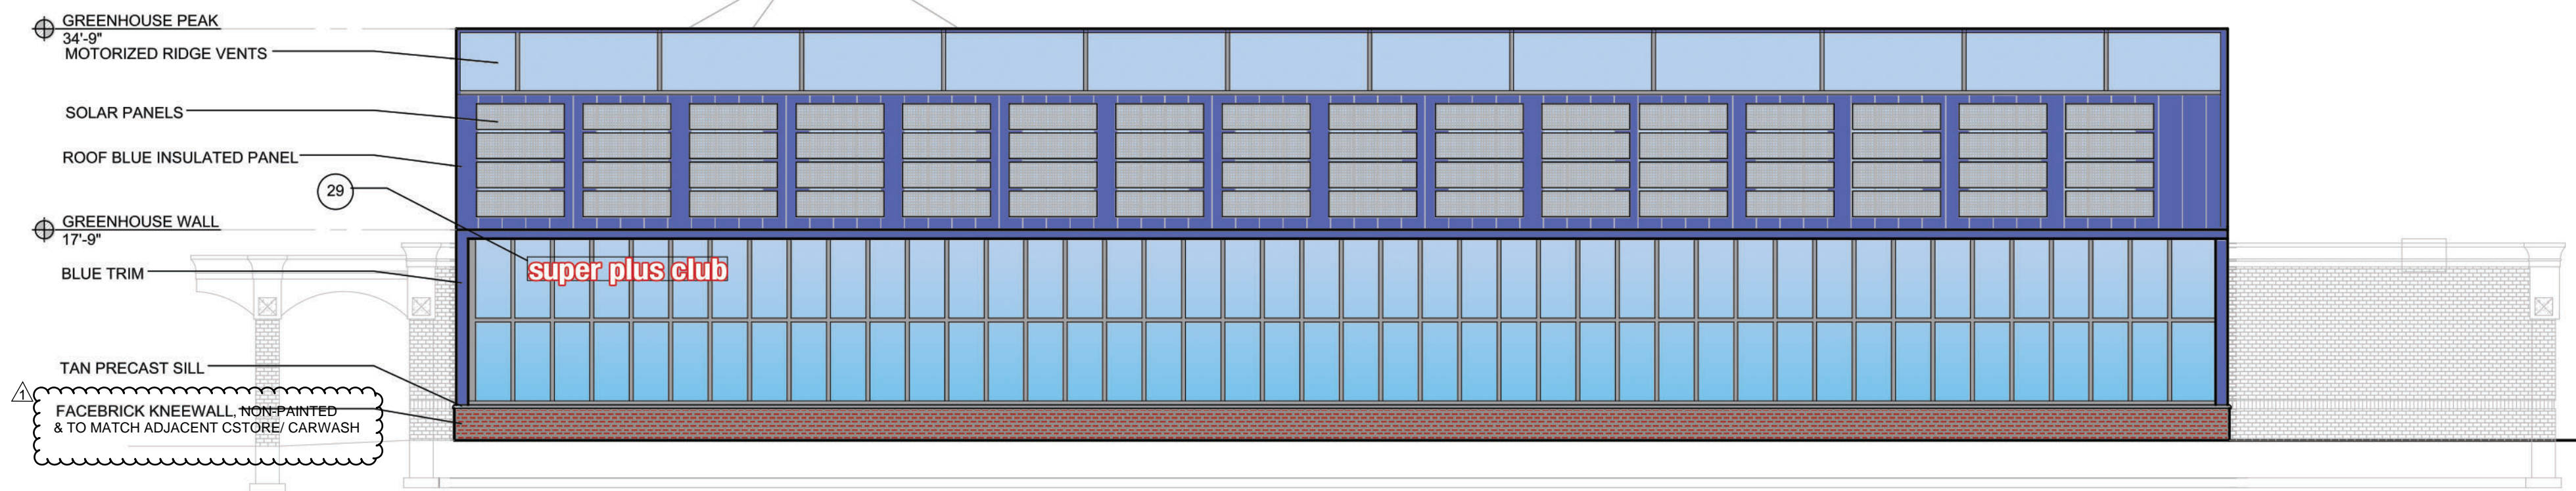 GREENHOUSE PEAK
34'-9"
MOTORIZED RIDGE VENTS
SOLAR PANELS
ROOF BLUE INSULATED PANEL
29
GREENHOUSE WALL
17'-9"
BLUE TRIM
super plus club
TAN PRECAST SILL
1
FACEBRICK KNEEWALL, NON-PAINTED
& TO MATCH ADJACENT CSTORE/ CARWASH